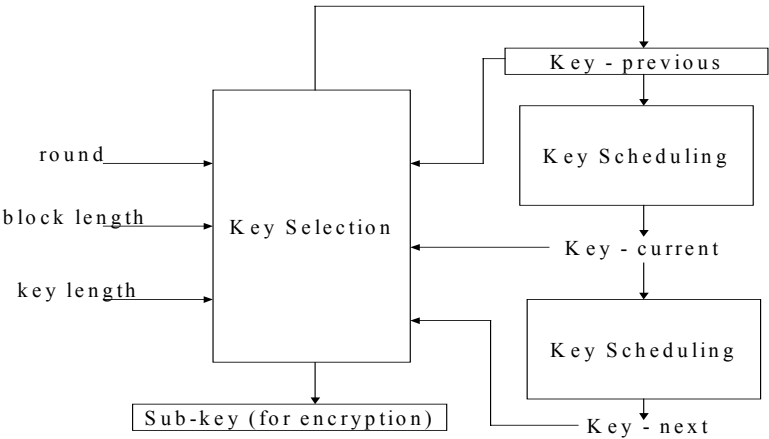 Key - previous
Key Scheduling
round
block length
Key Selection
Key - current
key length
Key Scheduling
Sub-key (for encryption)
Key - next